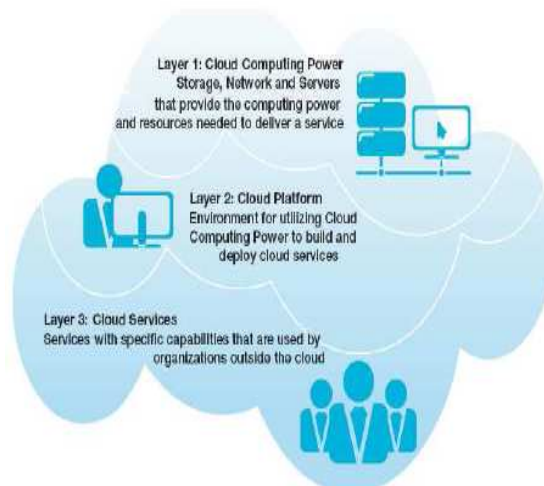 Layer 1: Cloud Computing Power
Storage, Network and Servers
that provide the computing power
and resources needed to deliver a service
Layer 2: Cloud Platform
Environment for utilizing Cloud
Computing Power to build and
deploy cloud services
Layer 3: Cloud Services
Services with specific capabilities that are used by
organizations outside the cloud